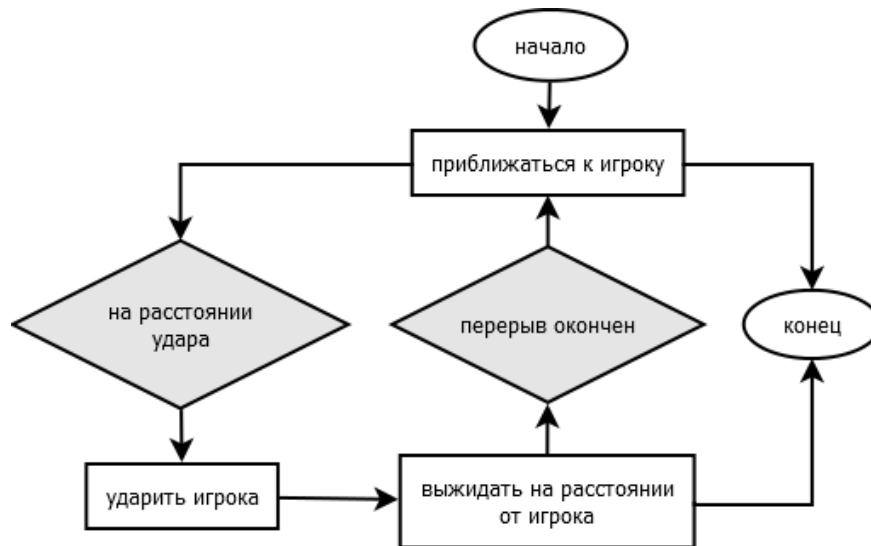 начало
приближаться к игроку
на расстоянии
удара
перерыв окончен
конец
ударить игрока
выжидать на расстоянии
от игрока